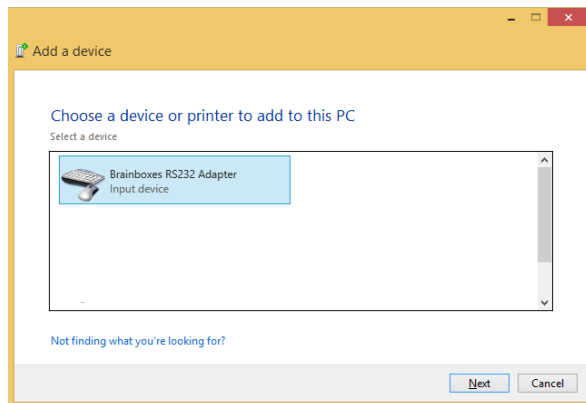 Add a device
Choose a device or printer to add to this PC
Select a device
Brainboxes RS232 Adapter
Input device
Not finding what you're looking for?
Next
Cancel